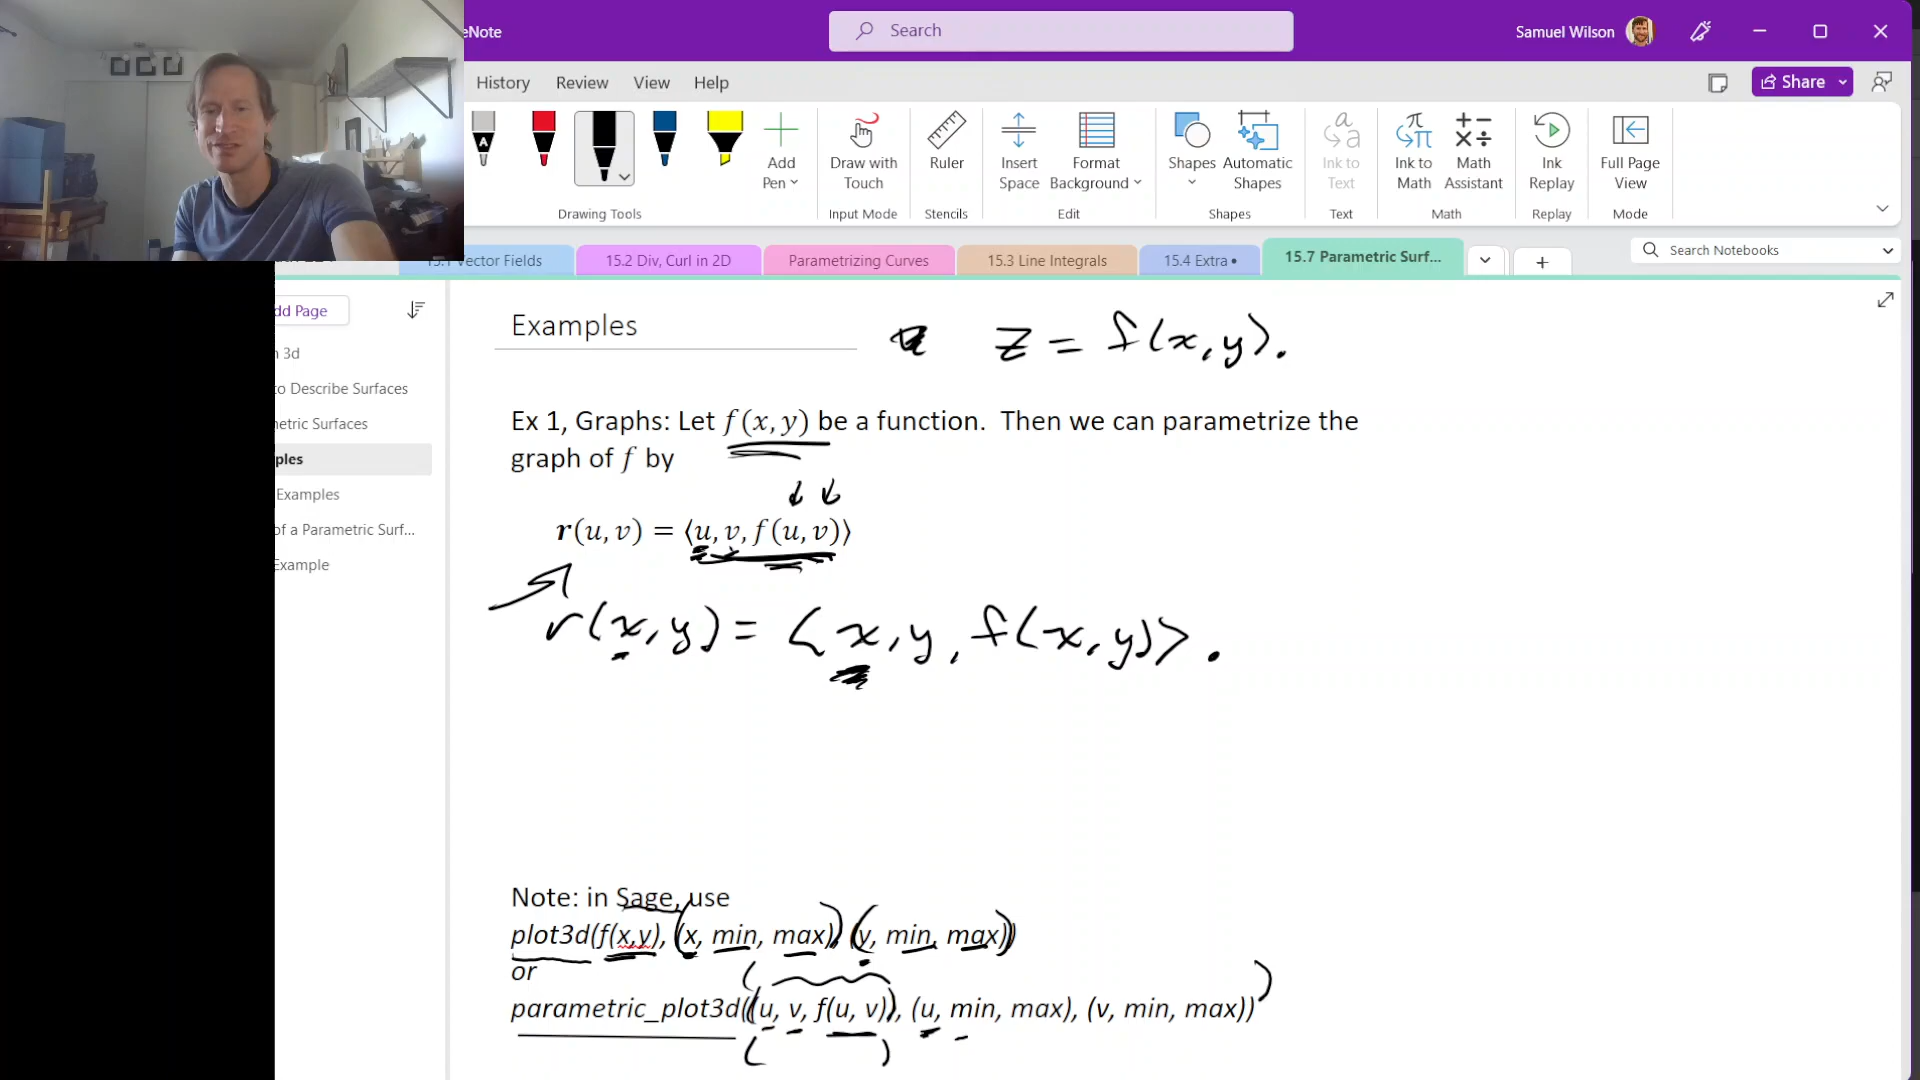 eNote
Search
Samuel Wilson
History Review View Help
Share
Add Pen
Draw with Touch
Ruler
Insert Space
Format Background
Shapes
Automatic Shapes
Ink to Text
Ink to Math
Math Assistant
Ink Replay
Full Page View
Drawing Tools
Input Mode
Stencils
Edit
Shapes
Text
Math
Replay
Mode
15.1 Vector Fields
15.2 Div, Curl in 2D
Parametrizing Curves
15.3 Line Integrals
15.4 Extra •
15.7 Parametric Surf...
Search Notebooks
dd Page
n 3d
to Describe Surfaces
netric Surfaces
ples
Examples
of a Parametric Surf...
Example
Examples
z = f(x,y).
Ex 1, Graphs: Let f(x, y) be a function. Then we can parametrize the
graph of f by
r(u, v) = ⟨u, v, f(u, v)⟩
r(x,y) = <x,y,f(x,y)>.
Note: in Sage, use
plot3d(f(x,y), (x, min, max), (y, min, max))
or
parametric_plot3d((u, v, f(u, v)), (u, min, max), (v, min, max))